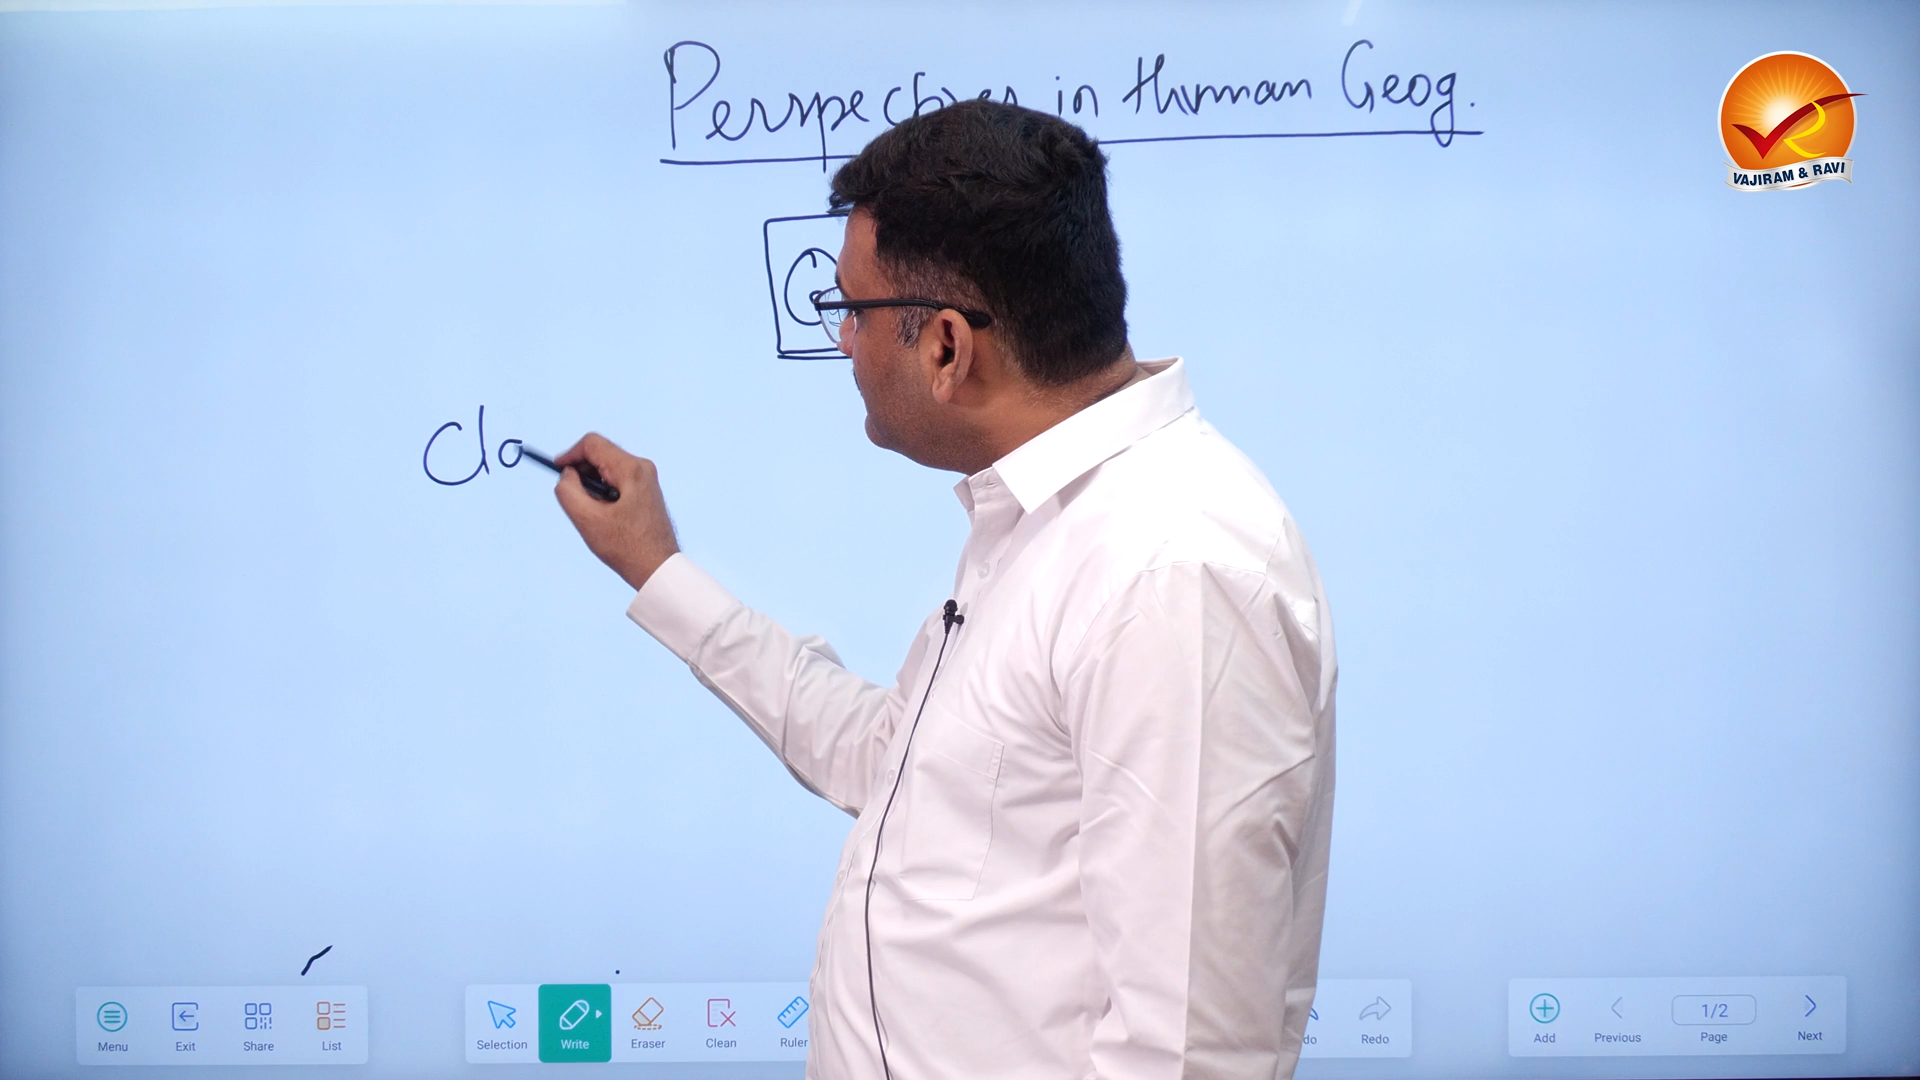 Perspectives in Human Geog.
VAJIRAM & RAVI
Cla
Menu
Exit
Share
List
Selection
Write
Eraser
Clean
Ruler
do
Redo
Add
Previous
1/2
Page
Next